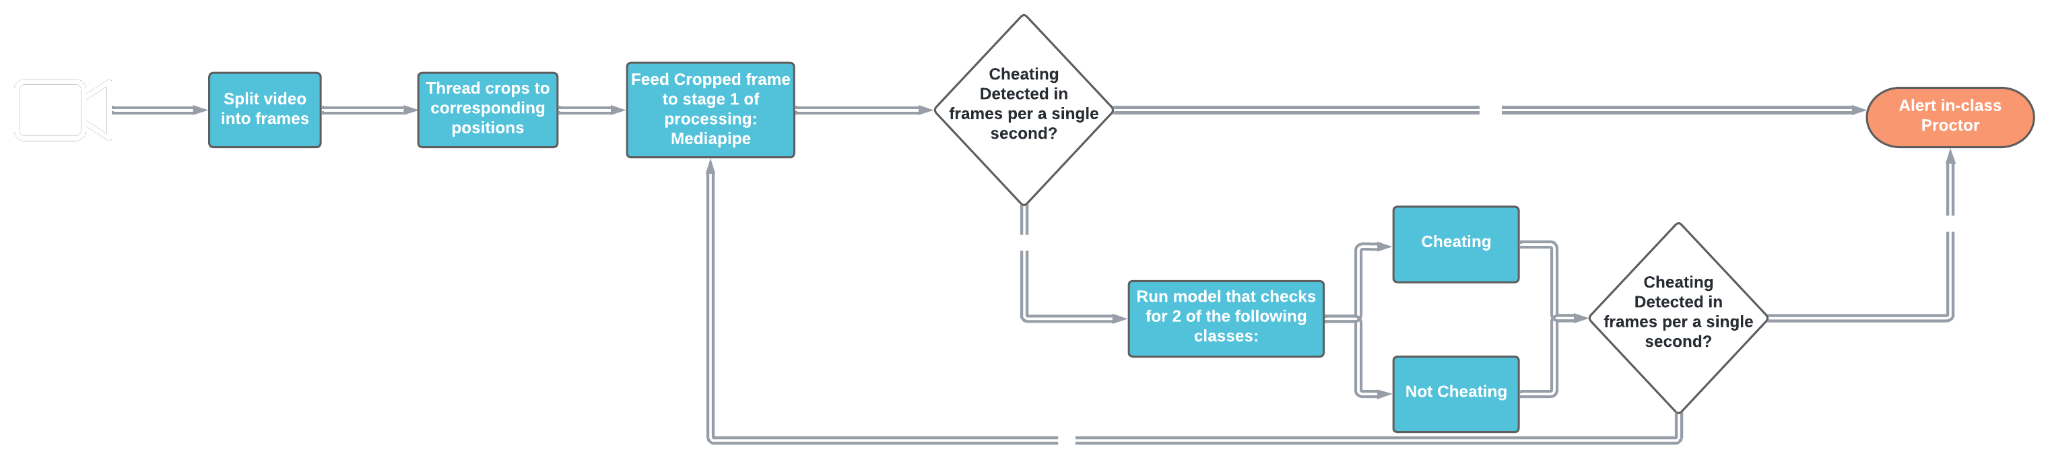 Split video
into frames
Thread crops to
corresponding
positions
Feed Cropped frame
to stage 1 of
processing:
Mediapipe
Cheating
Detected in
frames per a single
second?
Alert in-class
Proctor
Run model that checks
for 2 of the following
classes:
Cheating
Not Cheating
Cheating
Detected in
frames per a single
second?